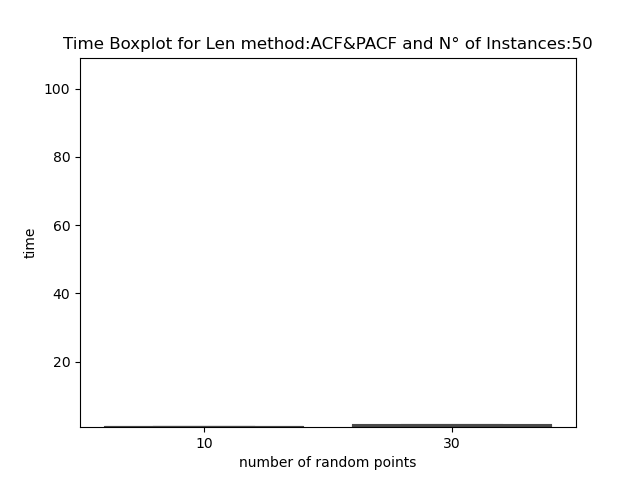 Time Boxplot for Len method:ACF&PACF and N° of Instances:50
100
80
60
40
20
time
10 30
number of random points